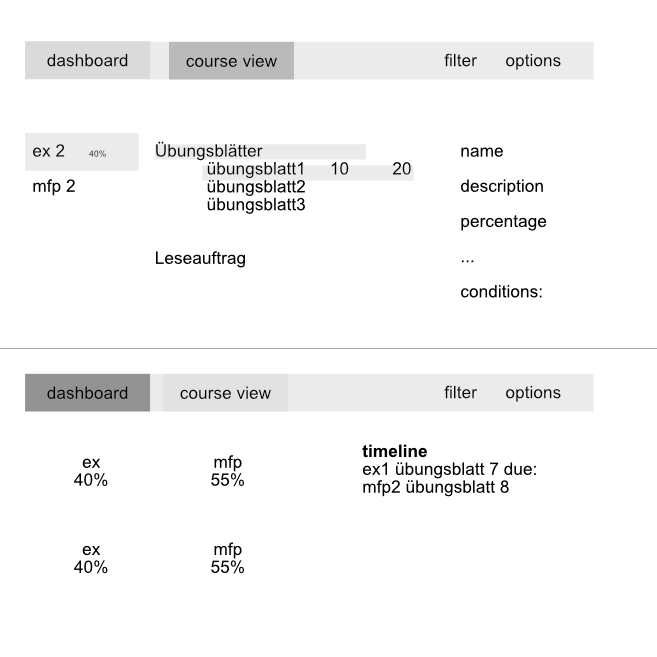 dashboard course view filter options
ex 2 40%
mfp 2
Übungsblätter
übungsblatt1 10 20
übungsblatt2
übungsblatt3
Leseauftrag
name
description
percentage
...
conditions:
dashboard course view filter options
ex
40%
mfp
55%
timeline
ex1 übungsblatt 7 due:
mfp2 übungsblatt 8
ex
40%
mfp
55%